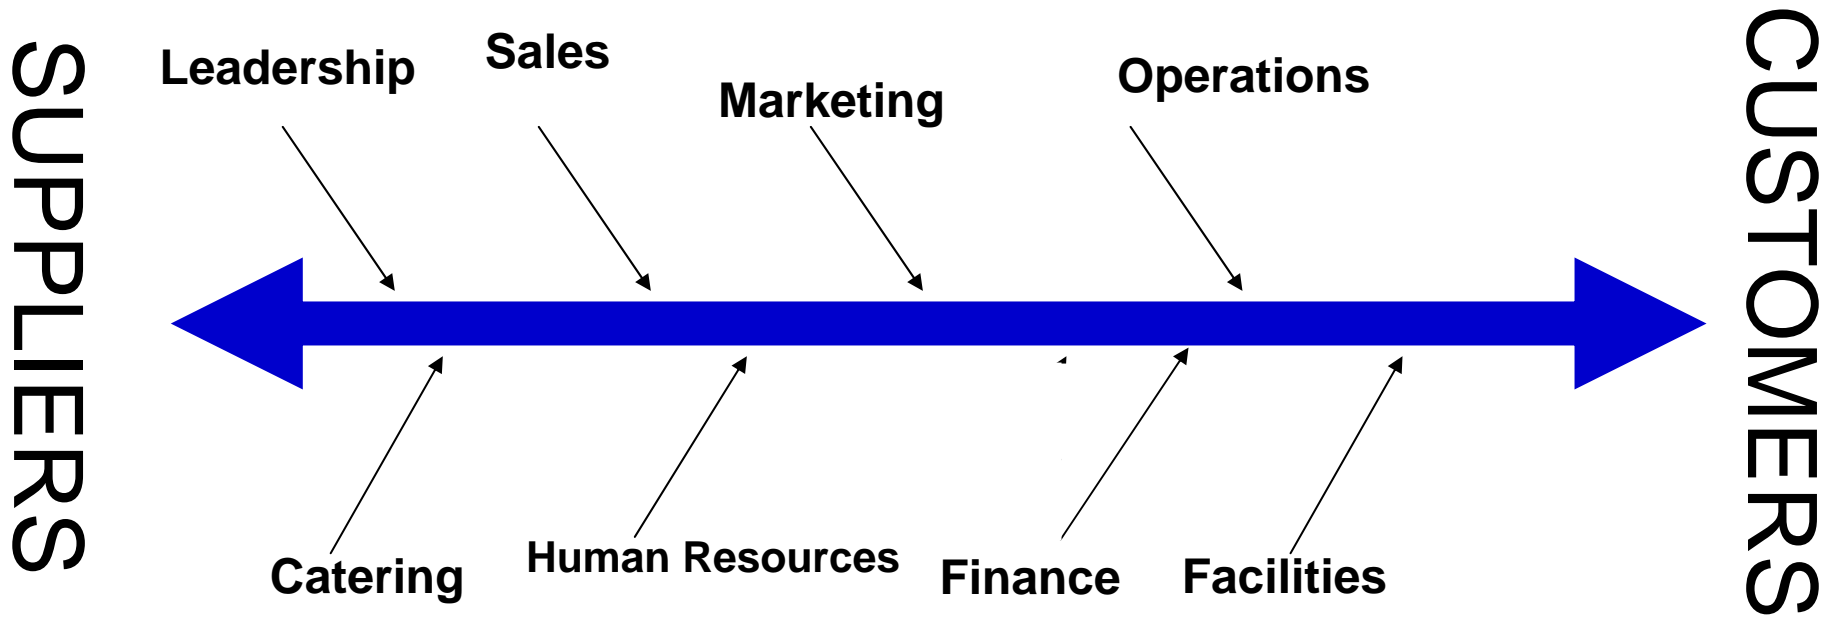 SUPPLIERS
Leadership
Sales
Marketing
Operations
Catering
Human Resources
Finance
Facilities
CUSTOMERS